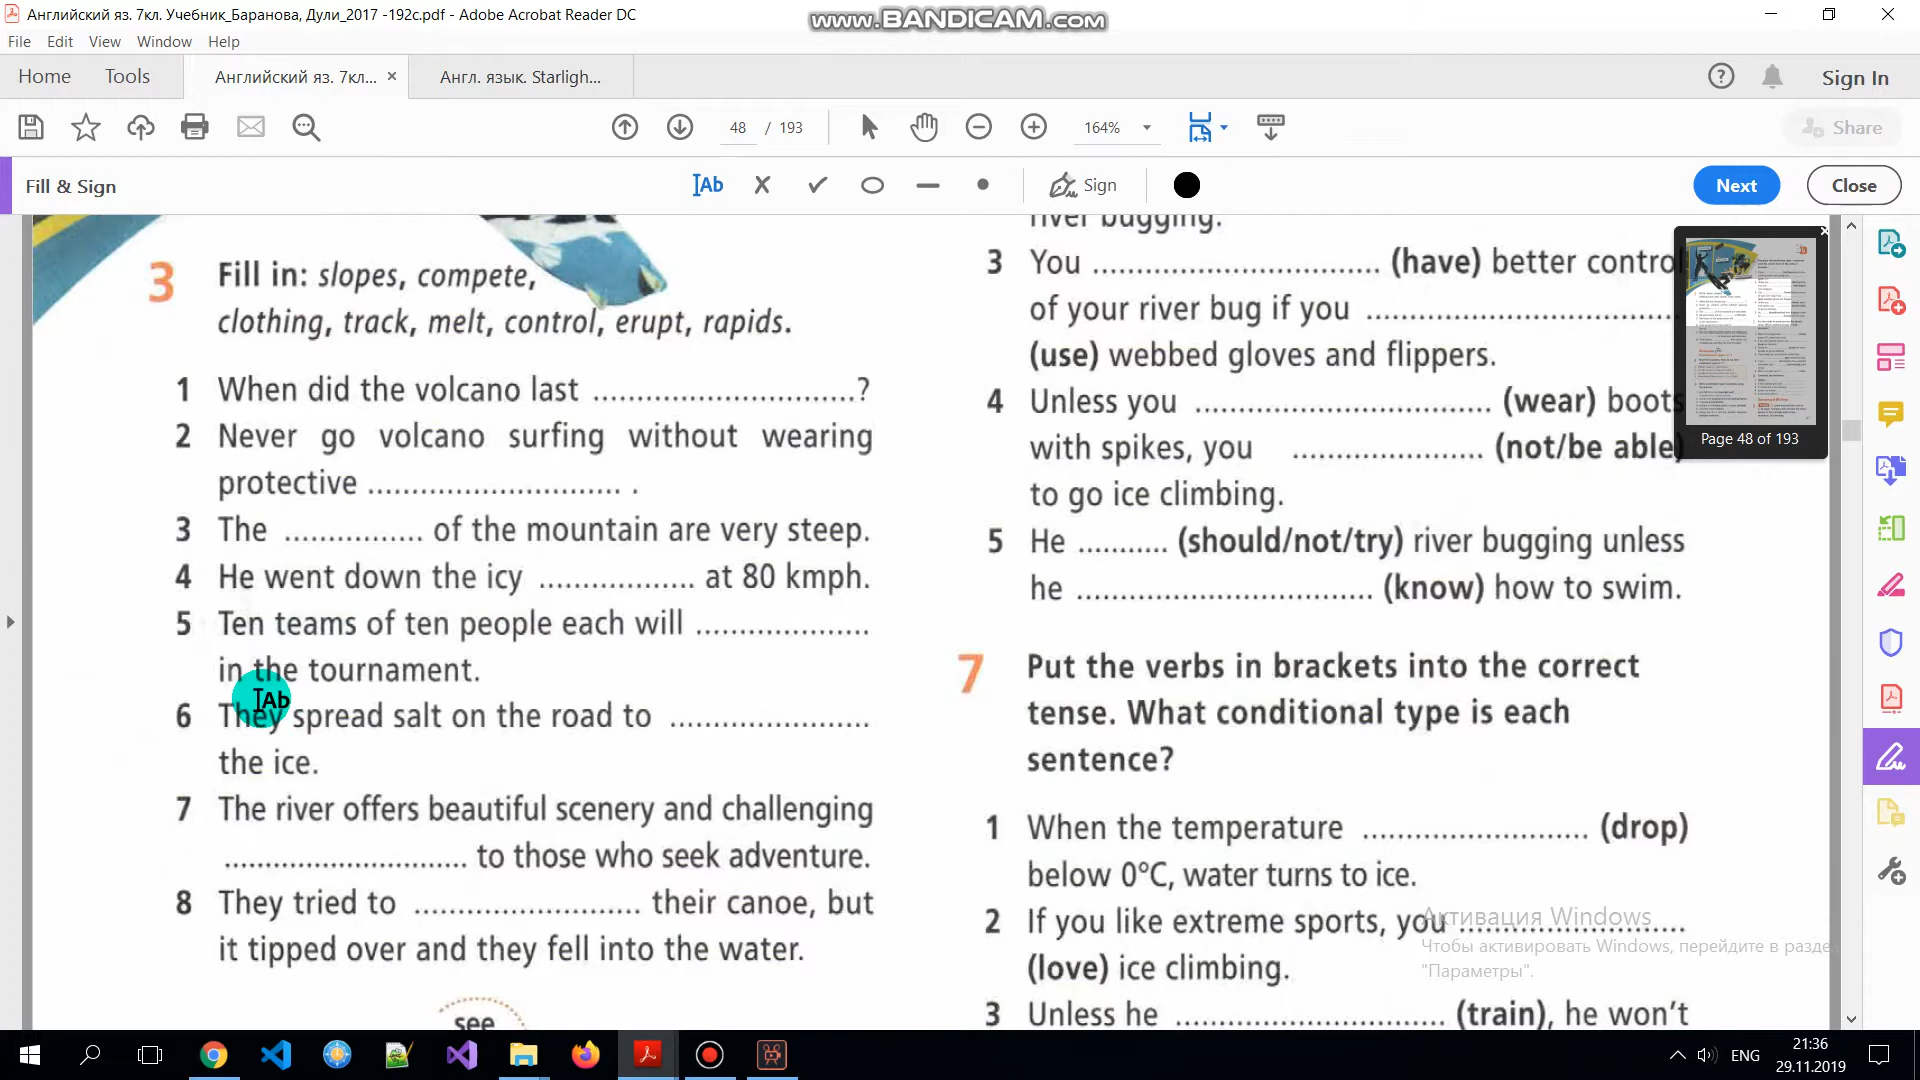 Английский яз. 7кл. Учебник_Баранова, Дули_2017 -192с.pdf - Adobe Acrobat Reader DC
www.BANDICAM.com
File Edit View Window Help
Home Tools Английский яз. 7кл... × Англ. язык. Starligh... Sign In
48 / 193 164% Share
Fill & Sign Ab Sign Next Close
3 Fill in: slopes, compete,
clothing, track, melt, control, erupt, rapids.
1 When did the volcano last ............................?
2 Never go volcano surfing without wearing
protective ........................... .
3 The ............... of the mountain are very steep.
4 He went down the icy ................. at 80 kmph.
5 Ten teams of ten people each will ...................
in the tournament.
Ab
6 They spread salt on the road to ......................
the ice.
7 The river offers beautiful scenery and challenging
.......................... to those who seek adventure.
8 They tried to ......................... their canoe, but
it tipped over and they fell into the water.
see
river bugging.
3 You ............................... (have) better control
of your river bug if you ..................................
(use) webbed gloves and flippers.
4 Unless you ................................ (wear) boots
with spikes, you ..................... (not/be able)
to go ice climbing.
5 He .......... (should/not/try) river bugging unless
he ................................ (know) how to swim.
7 Put the verbs in brackets into the correct
tense. What conditional type is each
sentence?
1 When the temperature ......................... (drop)
below 0°C, water turns to ice.
2 If you like extreme sports, you .........................
(love) ice climbing.
3 Unless he ............................. (train), he won't
Page 48 of 193
Активация Windows
Чтобы активировать Windows, перейдите в разде
"Параметры".
ENG
21:36
29.11.2019